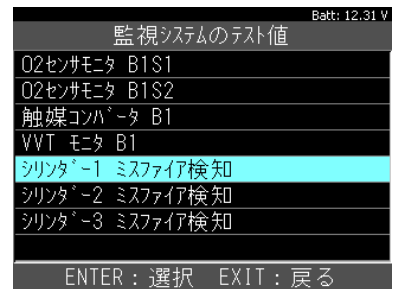 Batt: 12.31 V
監視ｼｽﾃﾑのﾃｽﾄ値
O2ｾﾝｻﾓﾆﾀ B1S1
O2ｾﾝｻﾓﾆﾀ B1S2
触媒ｺﾝﾊﾞｰﾀ B1
VVT ﾓﾆﾀ B1
ｼﾘﾝﾀﾞｰ1 ﾐｽﾌｧｲｱ検知
ｼﾘﾝﾀﾞｰ2 ﾐｽﾌｧｲｱ検知
ｼﾘﾝﾀﾞｰ3 ﾐｽﾌｧｲｱ検知
ENTER：選択 EXIT：戻る